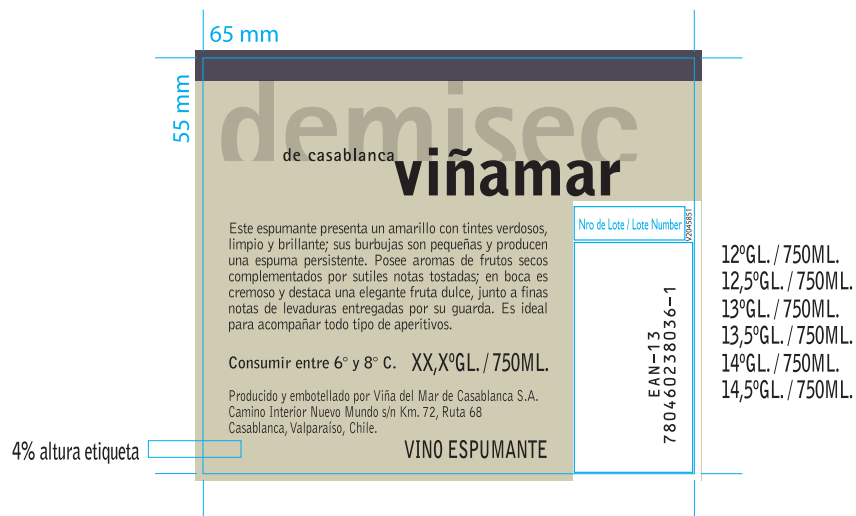 65 mm
55 mm
demisec
de casablanca
viñamar
Este espumante presenta un amarillo con tintes verdosos,
limpio y brillante; sus burbujas son pequeñas y producen
una espuma persistente. Posee aromas de frutos secos
complementados por sutiles notas tostadas; en boca es
cremoso y destaca una elegante fruta dulce, junto a finas
notas de levaduras entregadas por su guarda. Es ideal
para acompañar todo tipo de aperitivos.
Consumir entre 6° y 8° C. XX,XºGL. / 750ML.
Producido y embotellado por Viña del Mar de Casablanca S.A.
Camino Interior Nuevo Mundo s/n Km. 72, Ruta 68
Casablanca, Valparaíso, Chile.
VINO ESPUMANTE
Nro de Lote / Lote Number
V2045851
EAN-13
780460238036-1
12ºGL. / 750ML.
12,5ºGL. / 750ML.
13ºGL. / 750ML.
13,5ºGL. / 750ML.
14ºGL. / 750ML.
14,5ºGL. / 750ML.
4% altura etiqueta